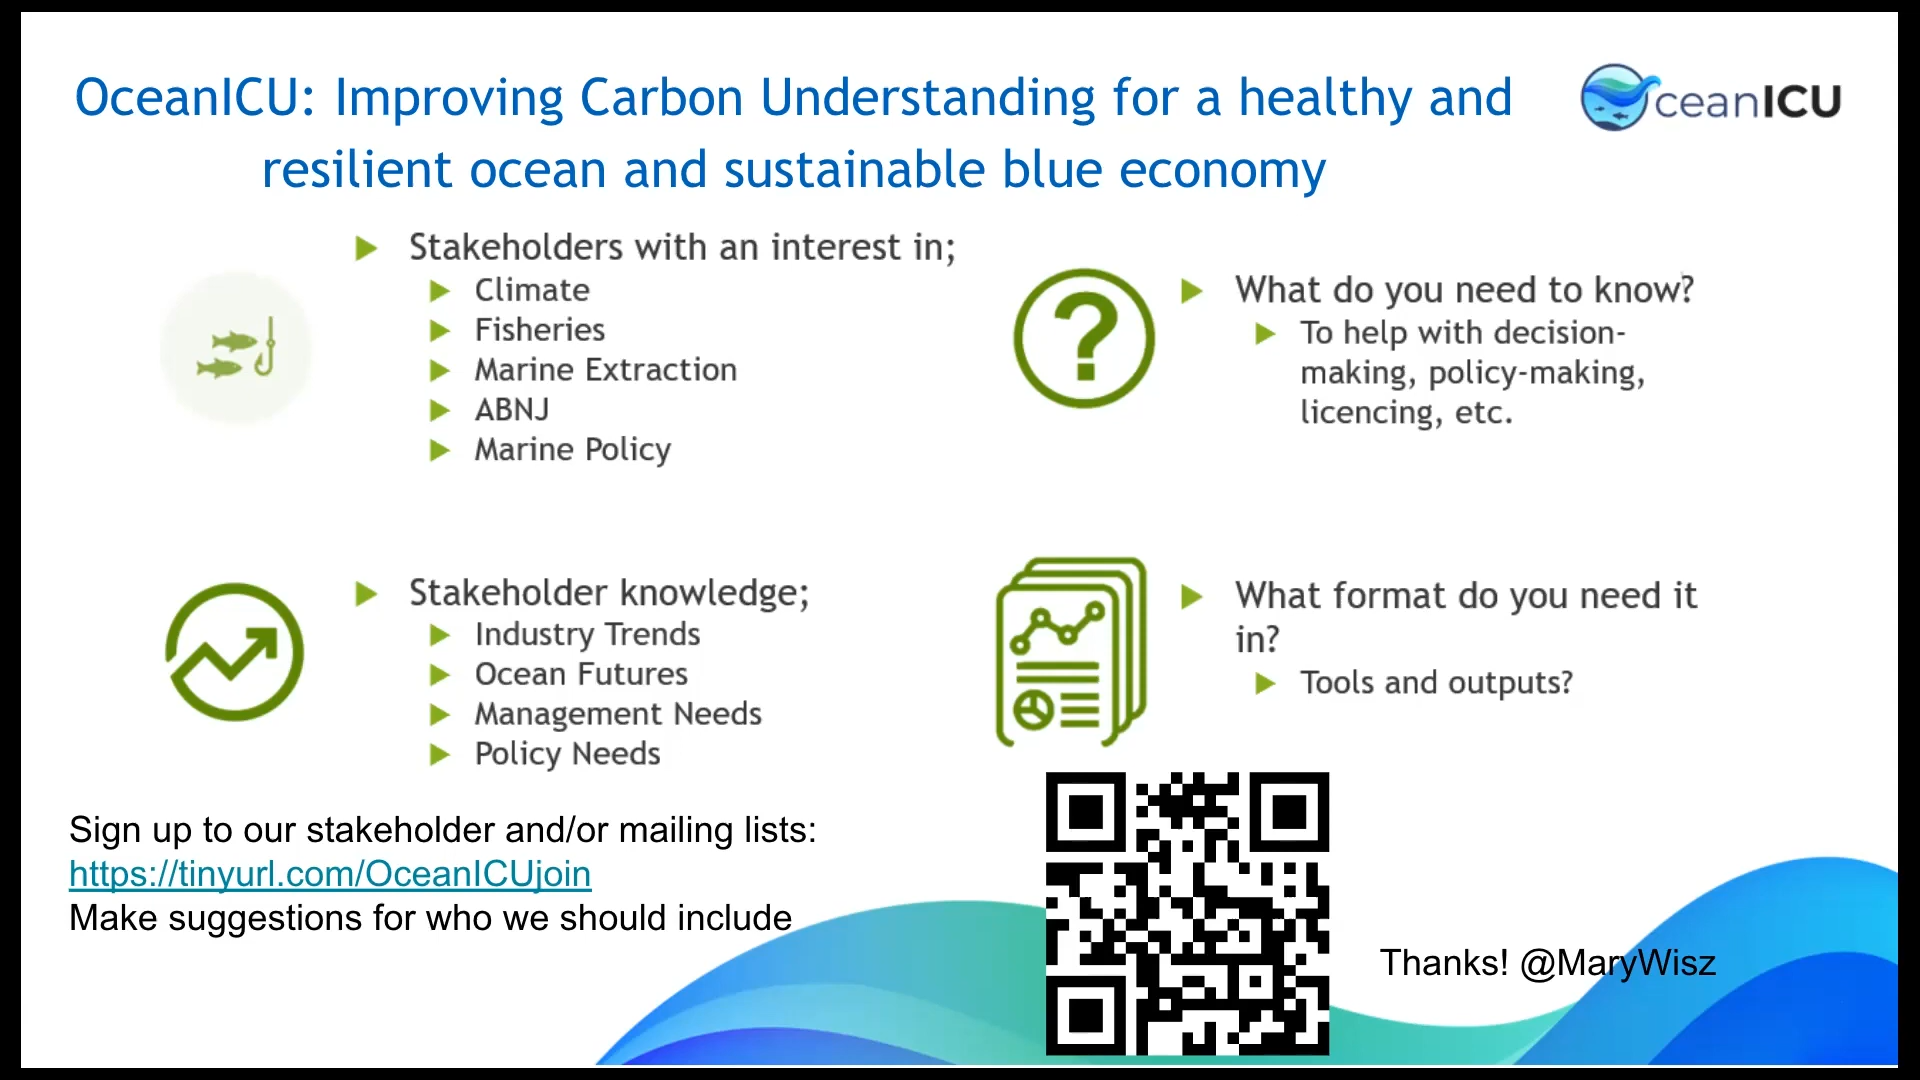 OceanICU: Improving Carbon Understanding for a healthy and
resilient ocean and sustainable blue economy
ceanICU
Stakeholders with an interest in;
Climate
Fisheries
Marine Extraction
ABNJ
Marine Policy
What do you need to know?
To help with decision-
making, policy-making,
licencing, etc.
Stakeholder knowledge;
Industry Trends
Ocean Futures
Management Needs
Policy Needs
What format do you need it
in?
Tools and outputs?
Sign up to our stakeholder and/or mailing lists:
https://tinyurl.com/OceanICUjoin
Make suggestions for who we should include
Thanks! @MaryWisz